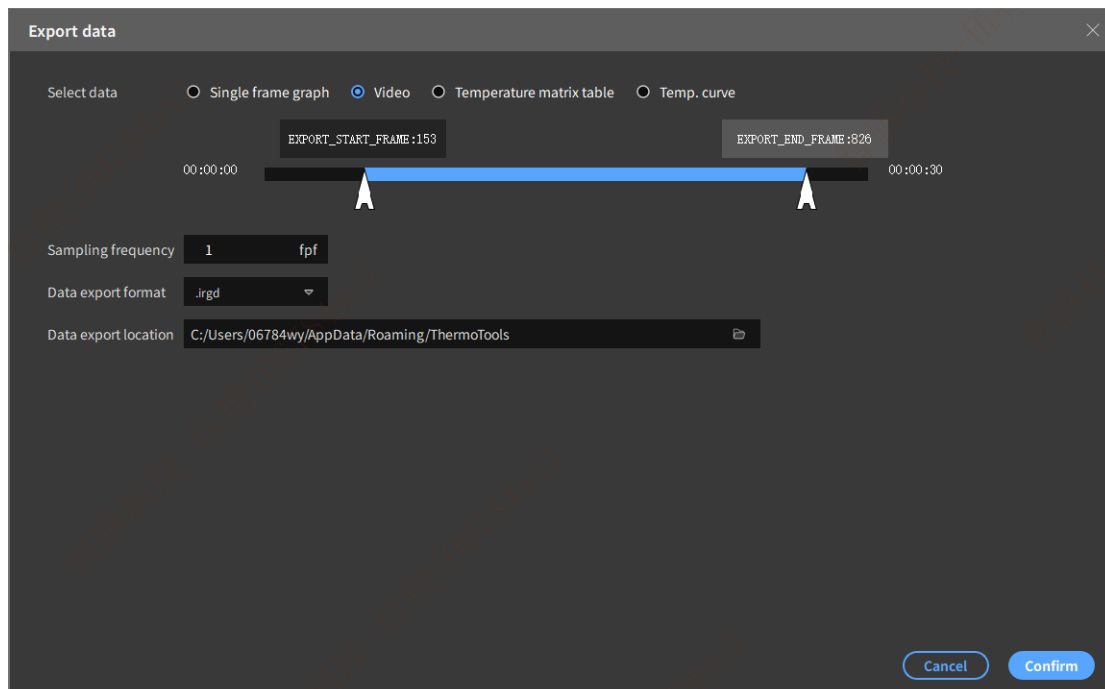 Export data
Select data Single frame graph Video Temperature matrix table Temp. curve
EXPORT_START_FRAME:153 EXPORT_END_FRAME:826
00:00:00 00:00:30
Sampling frequency 1 fpf
Data export format .irgd
Data export location C:/Users/06784wy/AppData/Roaming/ThermoTools
Cancel Confirm